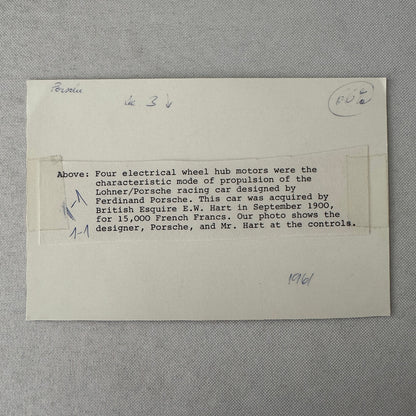 Porsche
Above: Four electrical wheel hub motors were the
characteristic mode of propulsion of the
Lohner/Porsche racing car designed by
Ferdinand Porsche. This car was acquired by
British Esquire E.W. Hart in September 1900,
for 15,000 French Francs. Our photo shows the
designer, Porsche, and Mr. Hart at the controls.
1-1
1961